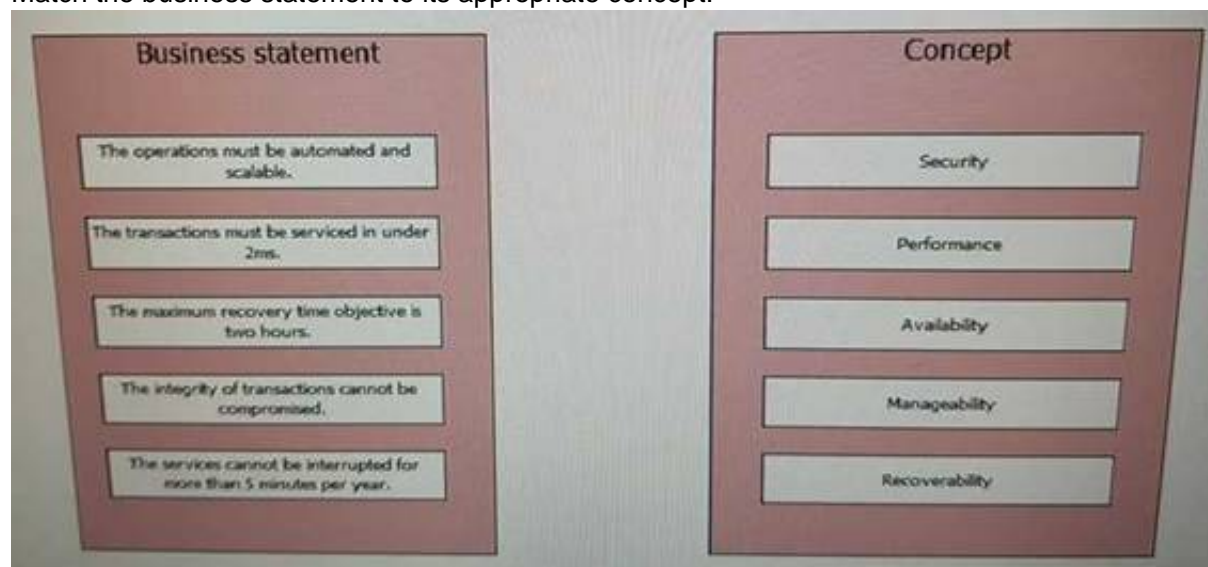 Match the business statement to its appropriate concept.
Business statement
The operations must be automated and
scalable.
The transactions must be serviced in under
2ms.
The maximum recovery time objective is
two hours.
The integrity of transactions cannot be
compromised.
The services cannot be interrupted for
more than 5 minutes per year.
Concept
Security
Performance
Availability
Manageability
Recoverability